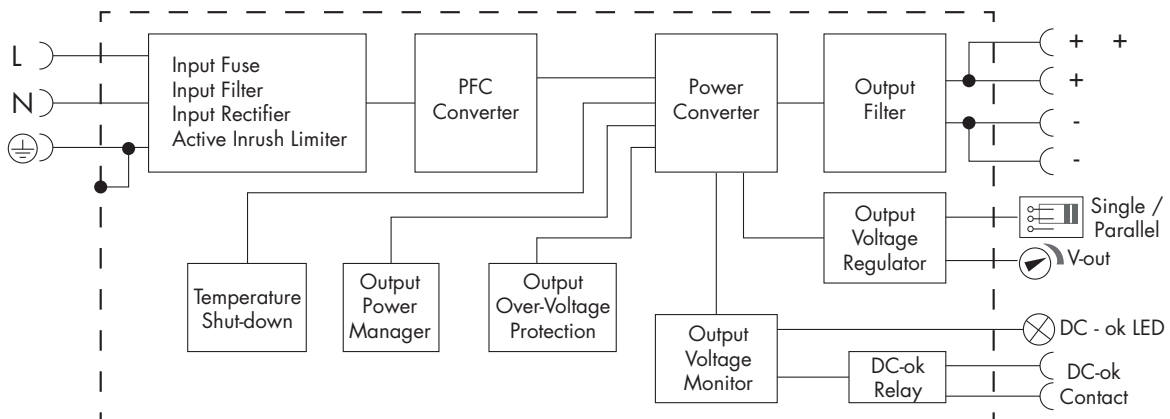 L
N
Input Fuse
Input Filter
Input Rectifier
Active Inrush Limiter
PFC
Converter
Power
Converter
Output
Filter
+ +
+
-
-
Single /
Parallel
V-out
Output
Voltage
Regulator
Temperature
Shut-down
Output
Power
Manager
Output
Over-Voltage
Protection
Output
Voltage
Monitor
DC - ok LED
DC-ok
Relay
DC-ok
Contact